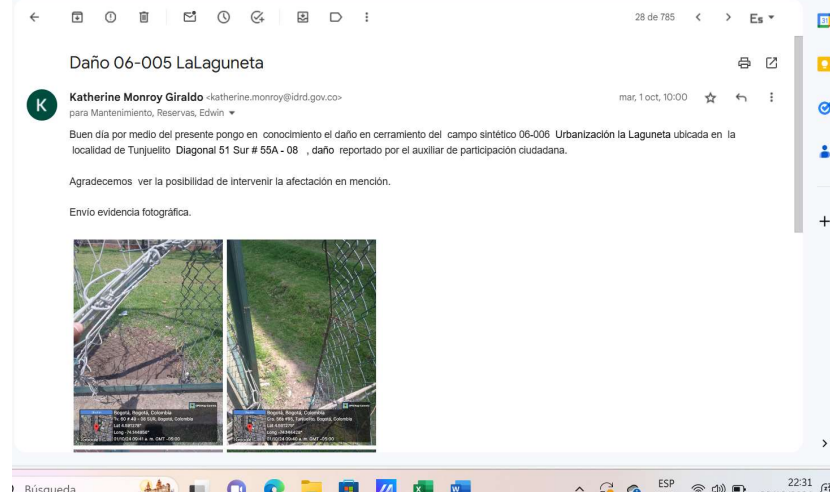 28 de 785
Es
31
Daño 06-005 LaLaguneta
K
Katherine Monroy Giraldo <katherine.monroy@idrd.gov.co>
mar, 1 oct, 10:00
para Mantenimiento, Reservas, Edwin
Buen día por medio del presente pongo en conocimiento el daño en cerramiento del campo sintético 06-006 Urbanización la Laguneta ubicada en la
localidad de Tunjuelito Diagonal 51 Sur # 55A - 08 , daño reportado por el auxiliar de participación ciudadana.
Agradecemos ver la posibilidad de intervenir la afectación en mención.
Envío evidencia fotográfica.
Bogotá, Bogotá, Colombia
Bogotá, Bogotá, Colombia
Búsqueda
ESP
22:31